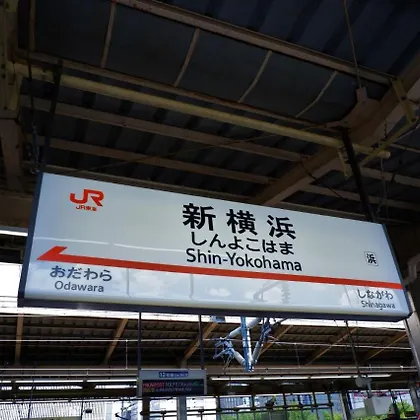 JR
JR東海
新横浜
しんよこはま
Shin-Yokohama
浜
おだわら
Odawara
しながわ
Shinagawa